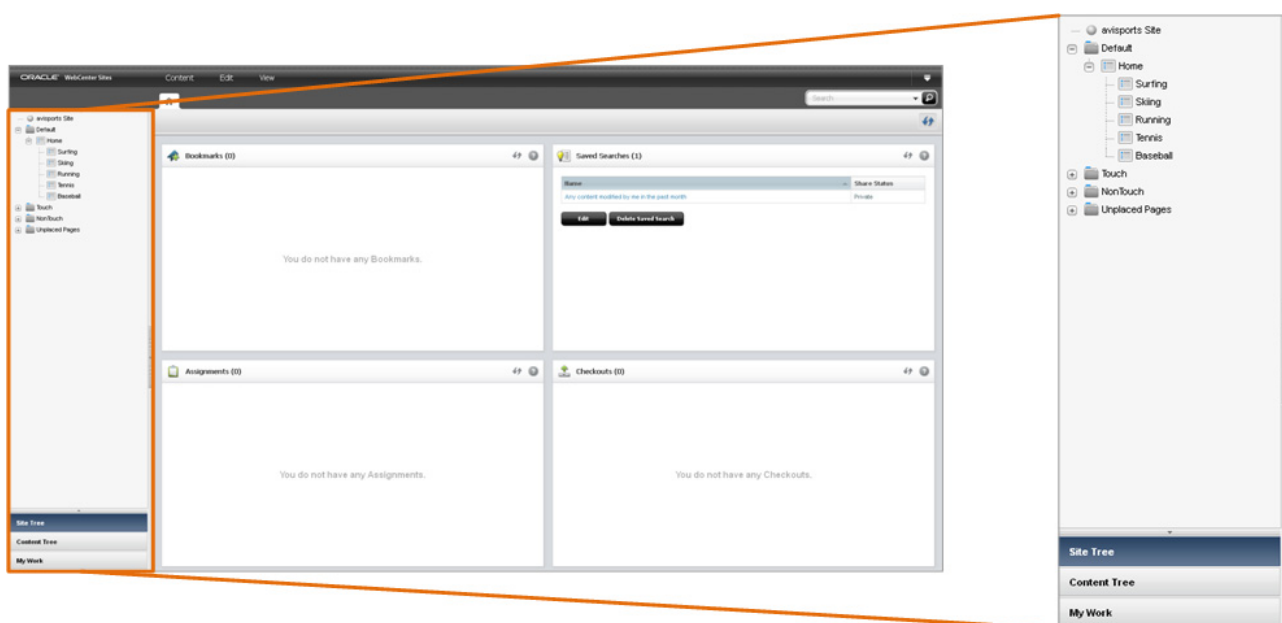 ORACLE WebCenter Sites
Content Edit View
Search
avisports Site
Default
Home
Surfing
Skiing
Running
Tennis
Baseball
Touch
NonTouch
Unplaced Pages
Site Tree
Content Tree
My Work
Bookmarks (0)
You do not have any Bookmarks.
Saved Searches (1)
Name Share Status
Any content modified by me in the past month Private
Edit Delete Saved Search
Assignments (0)
You do not have any Assignments.
Checkouts (0)
You do not have any Checkouts.
avisports Site
Default
Home
Surfing
Skiing
Running
Tennis
Baseball
Touch
NonTouch
Unplaced Pages
Site Tree
Content Tree
My Work